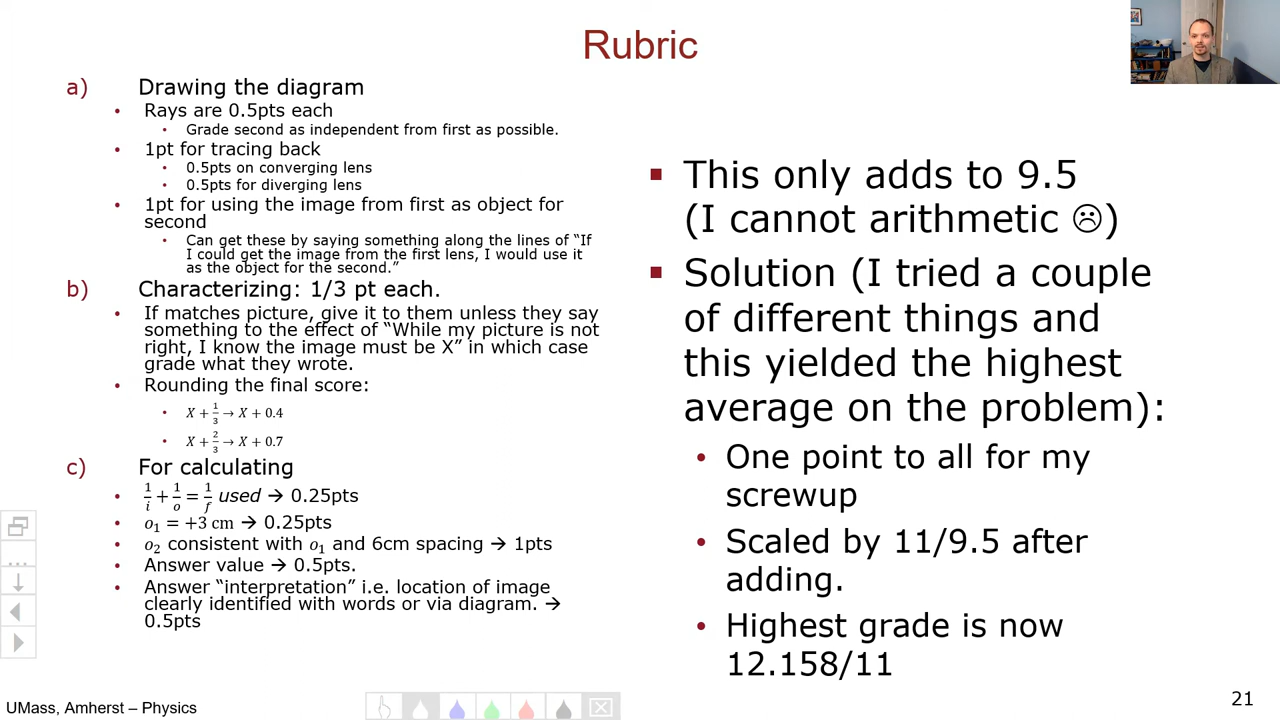 Rubric
a) Drawing the diagram
• Rays are 0.5pts each
• Grade second as independent from first as possible.
• 1pt for tracing back
• 0.5pts on converging lens
• 0.5pts for diverging lens
• 1pt for using the image from first as object for
second
• Can get these by saying something along the lines of “If
I could get the image from the first lens, I would use it
as the object for the second.”
b) Characterizing: 1/3 pt each.
• If matches picture, give it to them unless they say
something to the effect of “While my picture is not
right, I know the image must be X” in which case
grade what they wrote.
• Rounding the final score:
• X + 1/3 → X + 0.4
• X + 2/3 → X + 0.7
c) For calculating
• 1/i + 1/o = 1/f used → 0.25pts
• o₁ = +3 cm → 0.25pts
• o₂ consistent with o₁ and 6cm spacing → 1pts
• Answer value → 0.5pts.
• Answer “interpretation” i.e. location of image
clearly identified with words or via diagram. →
0.5pts
▪ This only adds to 9.5
(I cannot arithmetic ☹)
▪ Solution (I tried a couple
of different things and
this yielded the highest
average on the problem):
• One point to all for my
screwup
• Scaled by 11/9.5 after
adding.
• Highest grade is now
12.158/11
UMass, Amherst – Physics
21